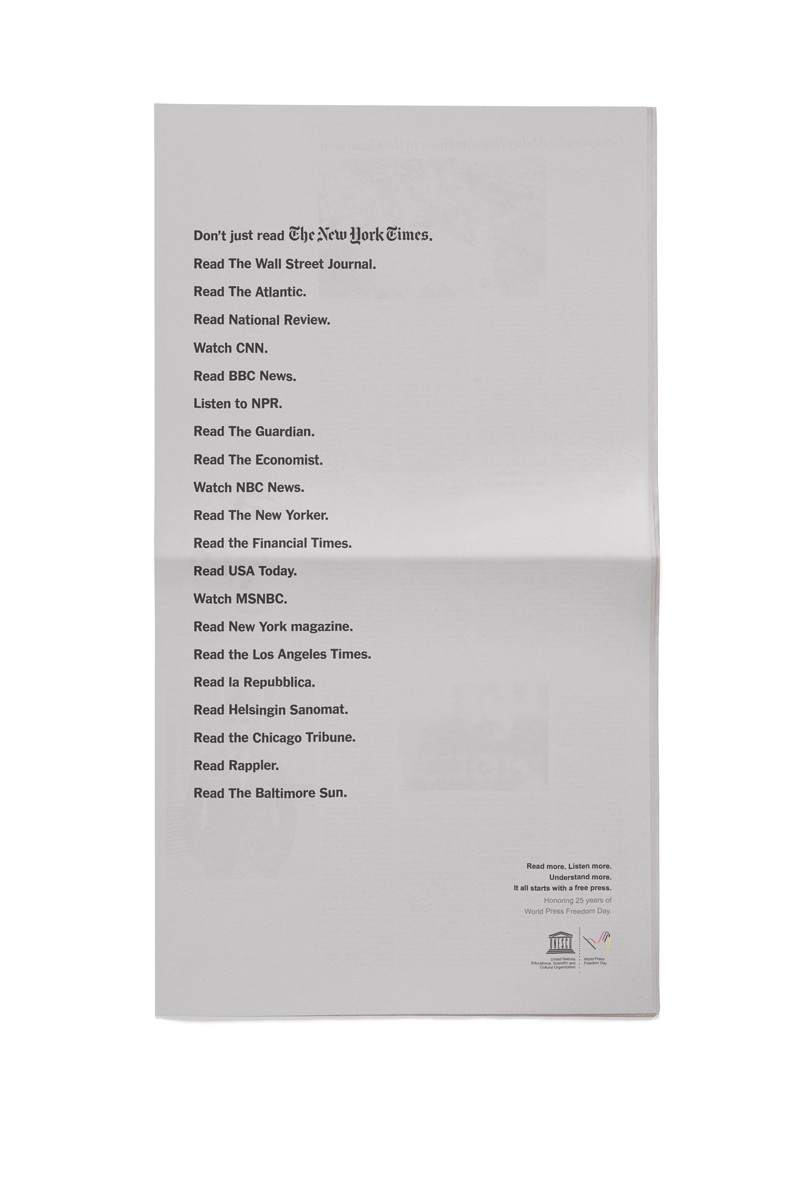 Don't just read The New York Times.
Read The Wall Street Journal.
Read The Atlantic.
Read National Review.
Watch CNN.
Read BBC News.
Listen to NPR.
Read The Guardian.
Read The Economist.
Watch NBC News.
Read The New Yorker.
Read the Financial Times.
Read USA Today.
Watch MSNBC.
Read New York magazine.
Read the Los Angeles Times.
Read la Repubblica.
Read Helsingin Sanomat.
Read the Chicago Tribune.
Read Rappler.
Read The Baltimore Sun.
Read more. Listen more.
Understand more.
It all starts with a free press.
Honoring 25 years of
World Press Freedom Day.
UNESCO
United Nations
Educational, Scientific and
Cultural Organization
World Press
Freedom Day